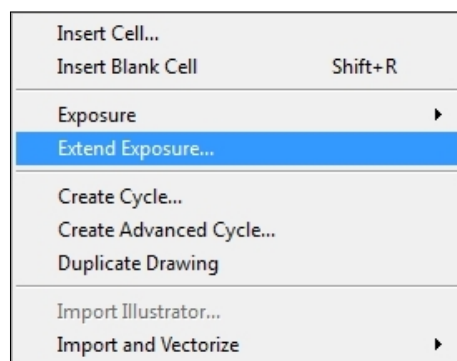 Insert Cell...
Insert Blank Cell Shift+R
Exposure
Extend Exposure...
Create Cycle...
Create Advanced Cycle...
Duplicate Drawing
Import Illustrator...
Import and Vectorize